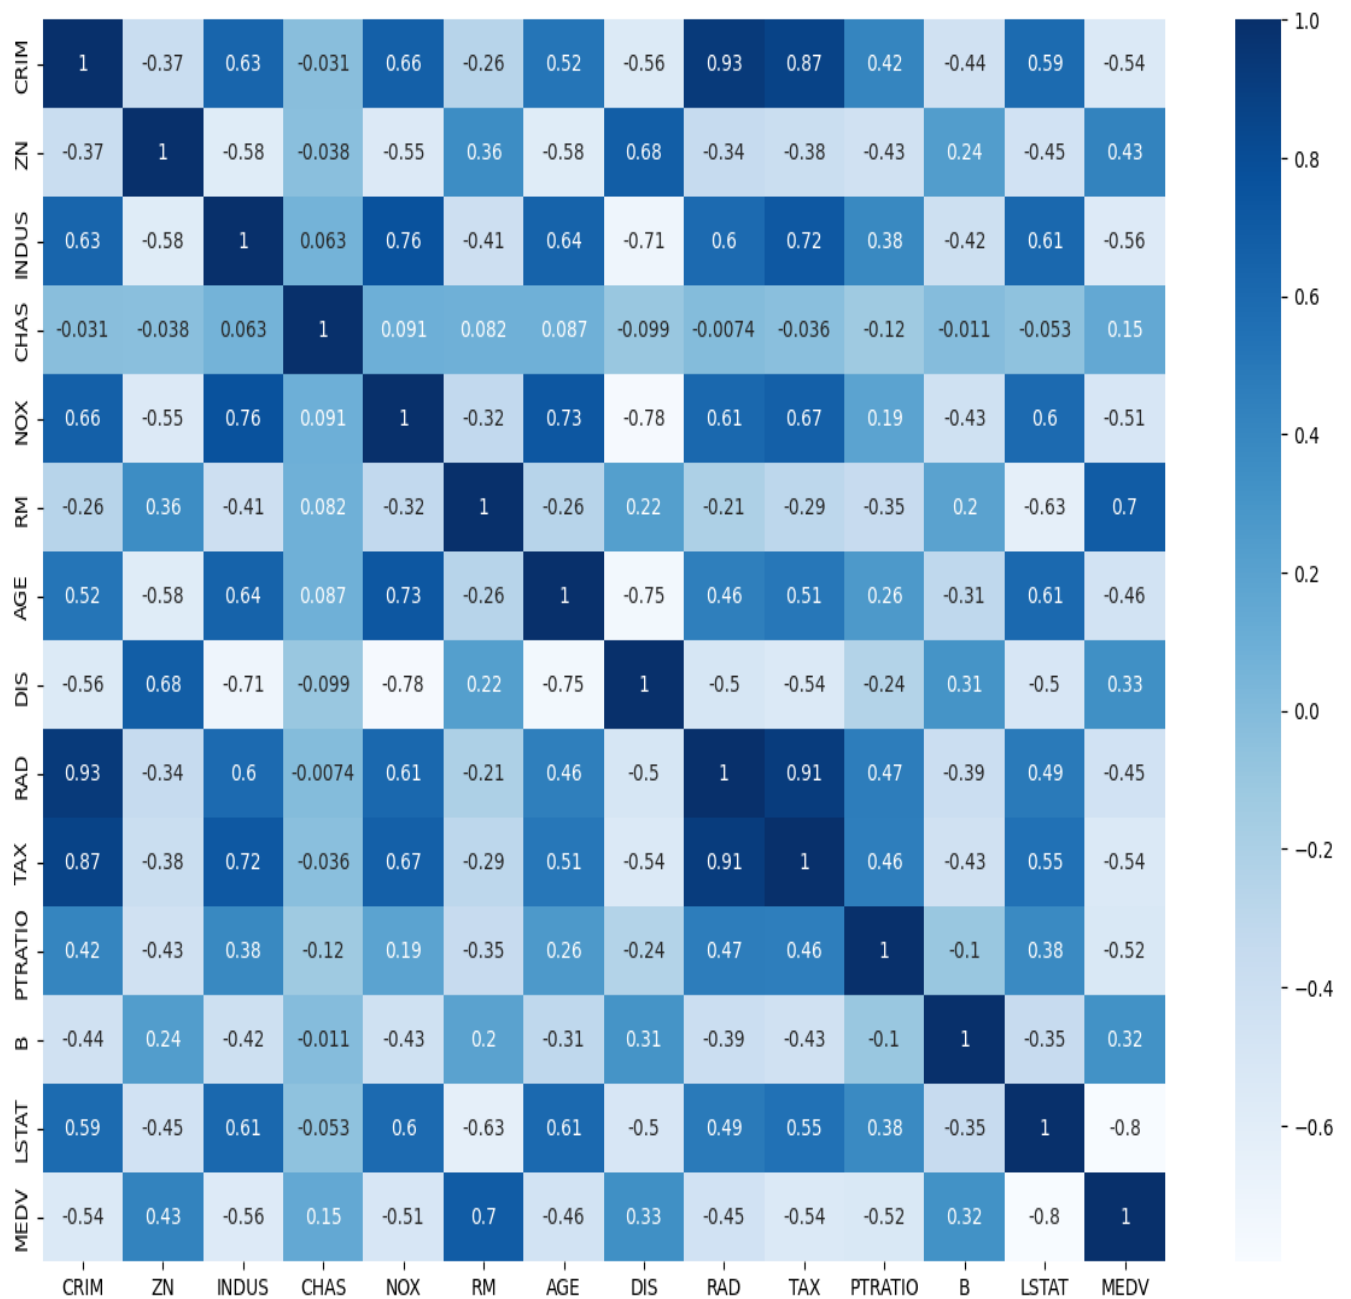 CRIM 1 -0.37 0.63 -0.031 0.66 -0.26 0.52 -0.56 0.93 0.87 0.42 -0.44 0.59 -0.54
ZN -0.37 1 -0.58 -0.038 -0.55 0.36 -0.58 0.68 -0.34 -0.38 -0.43 0.24 -0.45 0.43
INDUS 0.63 -0.58 1 0.063 0.76 -0.41 0.64 -0.71 0.6 0.72 0.38 -0.42 0.61 -0.56
CHAS -0.031 -0.038 0.063 1 0.091 0.082 0.087 -0.099 -0.0074 -0.036 -0.12 -0.011 -0.053 0.15
NOX 0.66 -0.55 0.76 0.091 1 -0.32 0.73 -0.78 0.61 0.67 0.19 -0.43 0.6 -0.51
RM -0.26 0.36 -0.41 0.082 -0.32 1 -0.26 0.22 -0.21 -0.29 -0.35 0.2 -0.63 0.7
AGE 0.52 -0.58 0.64 0.087 0.73 -0.26 1 -0.75 0.46 0.51 0.26 -0.31 0.61 -0.46
DIS -0.56 0.68 -0.71 -0.099 -0.78 0.22 -0.75 1 -0.5 -0.54 -0.24 0.31 -0.5 0.33
RAD 0.93 -0.34 0.6 -0.0074 0.61 -0.21 0.46 -0.5 1 0.91 0.47 -0.39 0.49 -0.45
TAX 0.87 -0.38 0.72 -0.036 0.67 -0.29 0.51 -0.54 0.91 1 0.46 -0.43 0.55 -0.54
PTRATIO 0.42 -0.43 0.38 -0.12 0.19 -0.35 0.26 -0.24 0.47 0.46 1 -0.1 0.38 -0.52
B -0.44 0.24 -0.42 -0.011 -0.43 0.2 -0.31 0.31 -0.39 -0.43 -0.1 1 -0.35 0.32
LSTAT 0.59 -0.45 0.61 -0.053 0.6 -0.63 0.61 -0.5 0.49 0.55 0.38 -0.35 1 -0.8
MEDV -0.54 0.43 -0.56 0.15 -0.51 0.7 -0.46 0.33 -0.45 -0.54 -0.52 0.32 -0.8 1
CRIM ZN INDUS CHAS NOX RM AGE DIS RAD TAX PTRATIO B LSTAT MEDV
1.0
0.8
0.6
0.4
0.2
0.0
−0.2
−0.4
−0.6